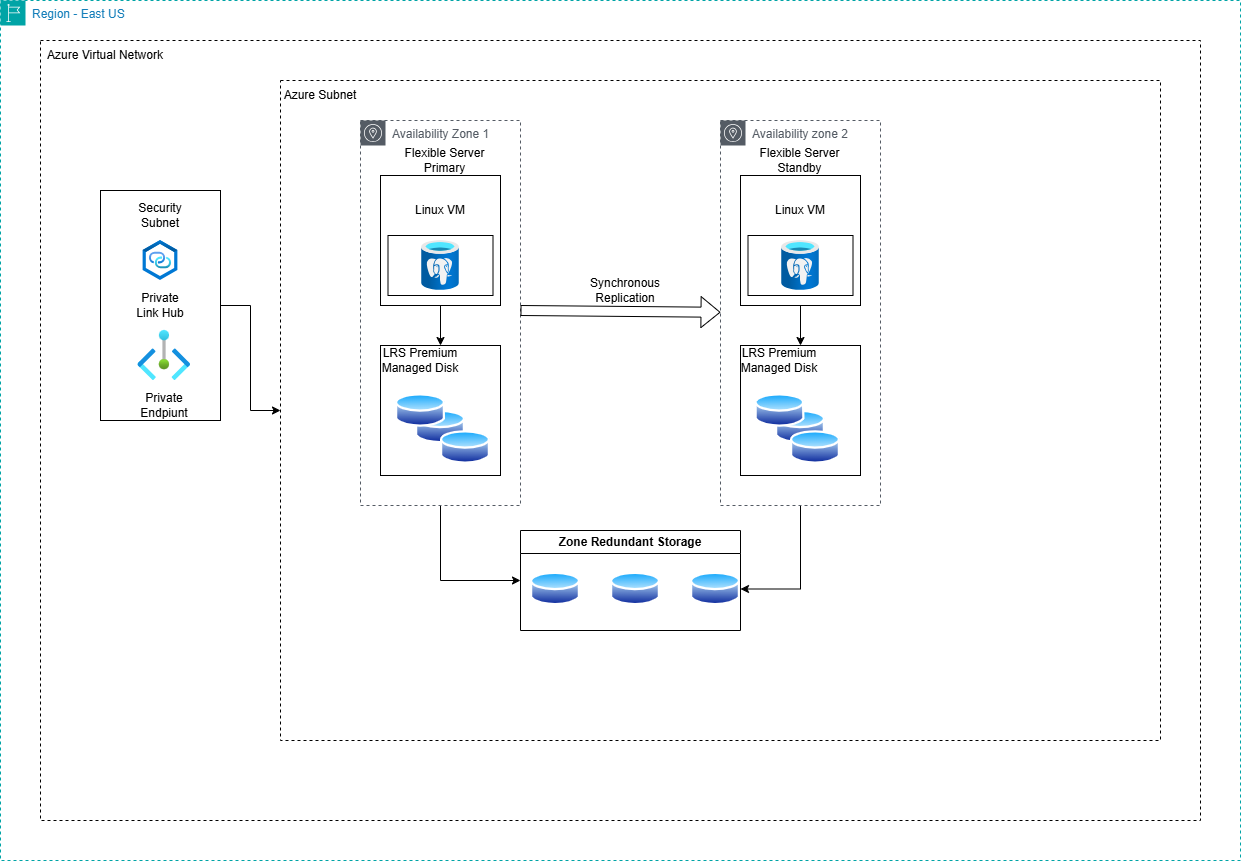 Region - East US
Azure Virtual Network
Azure Subnet
Availability Zone 1
Flexible Server
Primary
Linux VM
LRS Premium
Managed Disk
Availability zone 2
Flexible Server
Standby
Linux VM
LRS Premium
Managed Disk
Synchronous
Replication
Security
Subnet
Private
Link Hub
Private
Endpiunt
Zone Redundant Storage